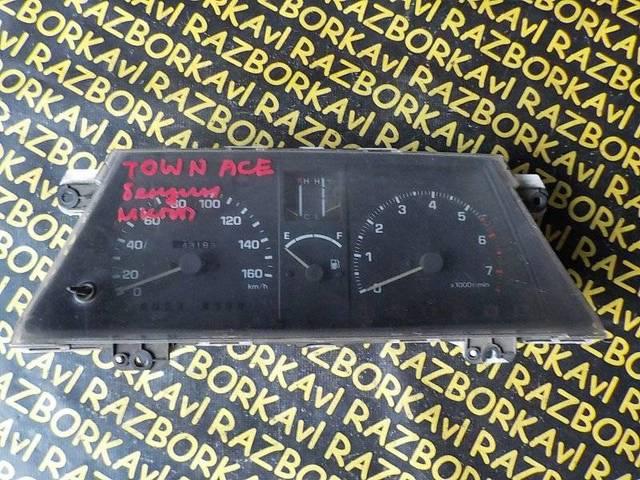 RAZBORKAvl
TOWN ACE
бензин
H H
60 80 100
120
40
140
20
160
0
km/h
C L
E F
0 1 2 3 4 5 6 7
x1000r/min